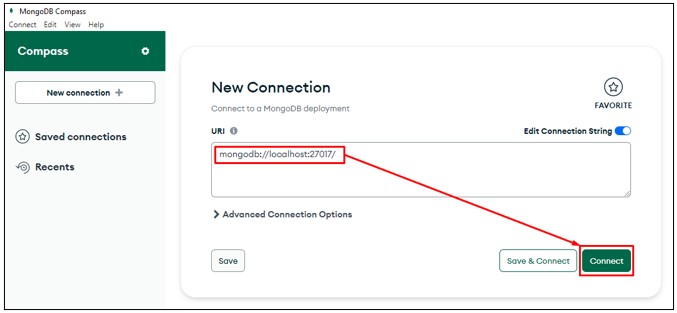 MongoDB Compass
Connect Edit View Help
Compass
New connection +
Saved connections
Recents
New Connection
Connect to a MongoDB deployment
FAVORITE
URI
Edit Connection String
mongodb://localhost:27017/
Advanced Connection Options
Save
Save & Connect
Connect